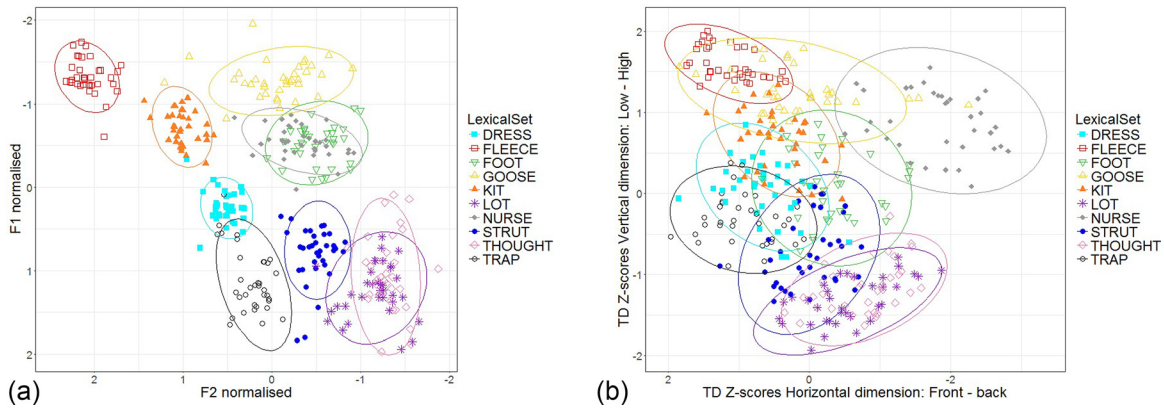 -2
-1
0
1
2
F1 normalised
2
1
0
-1
-2
F2 normalised
(a)
LexicalSet
DRESS
FLEECE
FOOT
GOOSE
KIT
LOT
NURSE
STRUT
THOUGHT
TRAP
2
1
0
-1
-2
TD Z-scores Vertical dimension: Low - High
2
0
-2
TD Z-scores Horizontal dimension: Front - back
(b)
LexicalSet
DRESS
FLEECE
FOOT
GOOSE
KIT
LOT
NURSE
STRUT
THOUGHT
TRAP